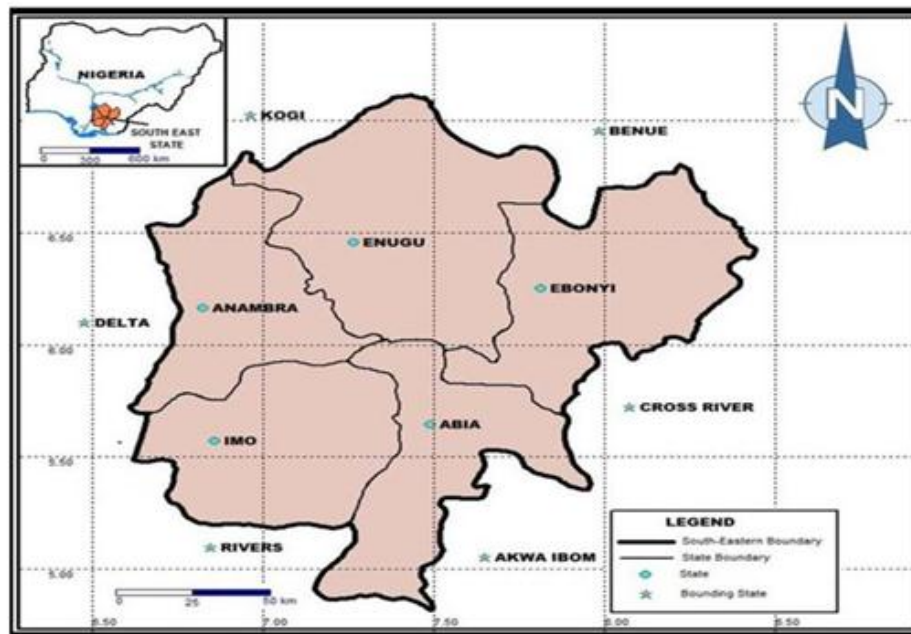 NIGERIA
SOUTH EAST
STATE
0 300 600 km
N
KOGI
BENUE
6.50
ENUGU
EBONYI
ANAMBRA
DELTA
6.00
CROSS RIVER
ABIA
IMO
5.50
LEGEND
South-Eastern Boundary
State Boundary
State
Bounding State
RIVERS
AKWA IBOM
5.00
0 25 50 km
6.50 7.00 7.50 8.00 8.50